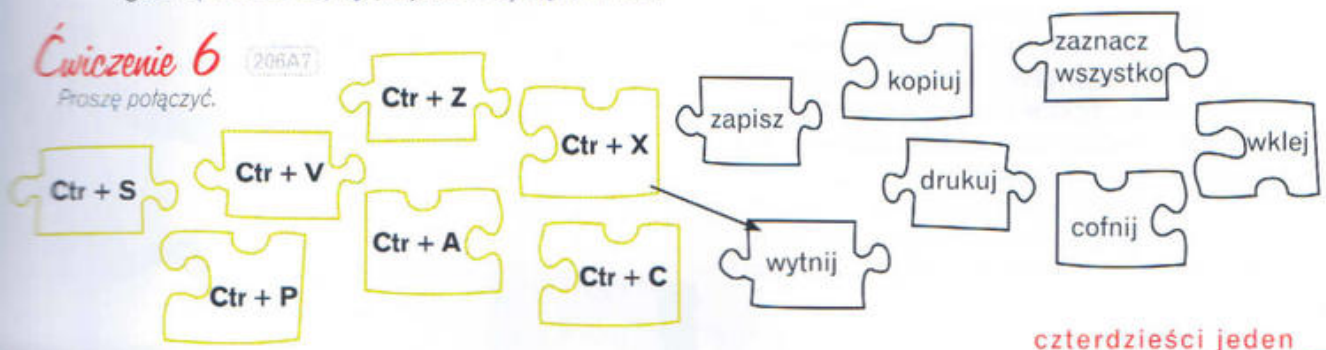 Ćwiczenie 6 206A7
Proszę połączyć.
Ctr + S
Ctr + V
Ctr + Z
Ctr + X
Ctr + P
Ctr + A
Ctr + C
zapisz
kopiuj
zaznacz
wszystko
wklej
drukuj
cofnij
wytnij
czterdzieści jeden